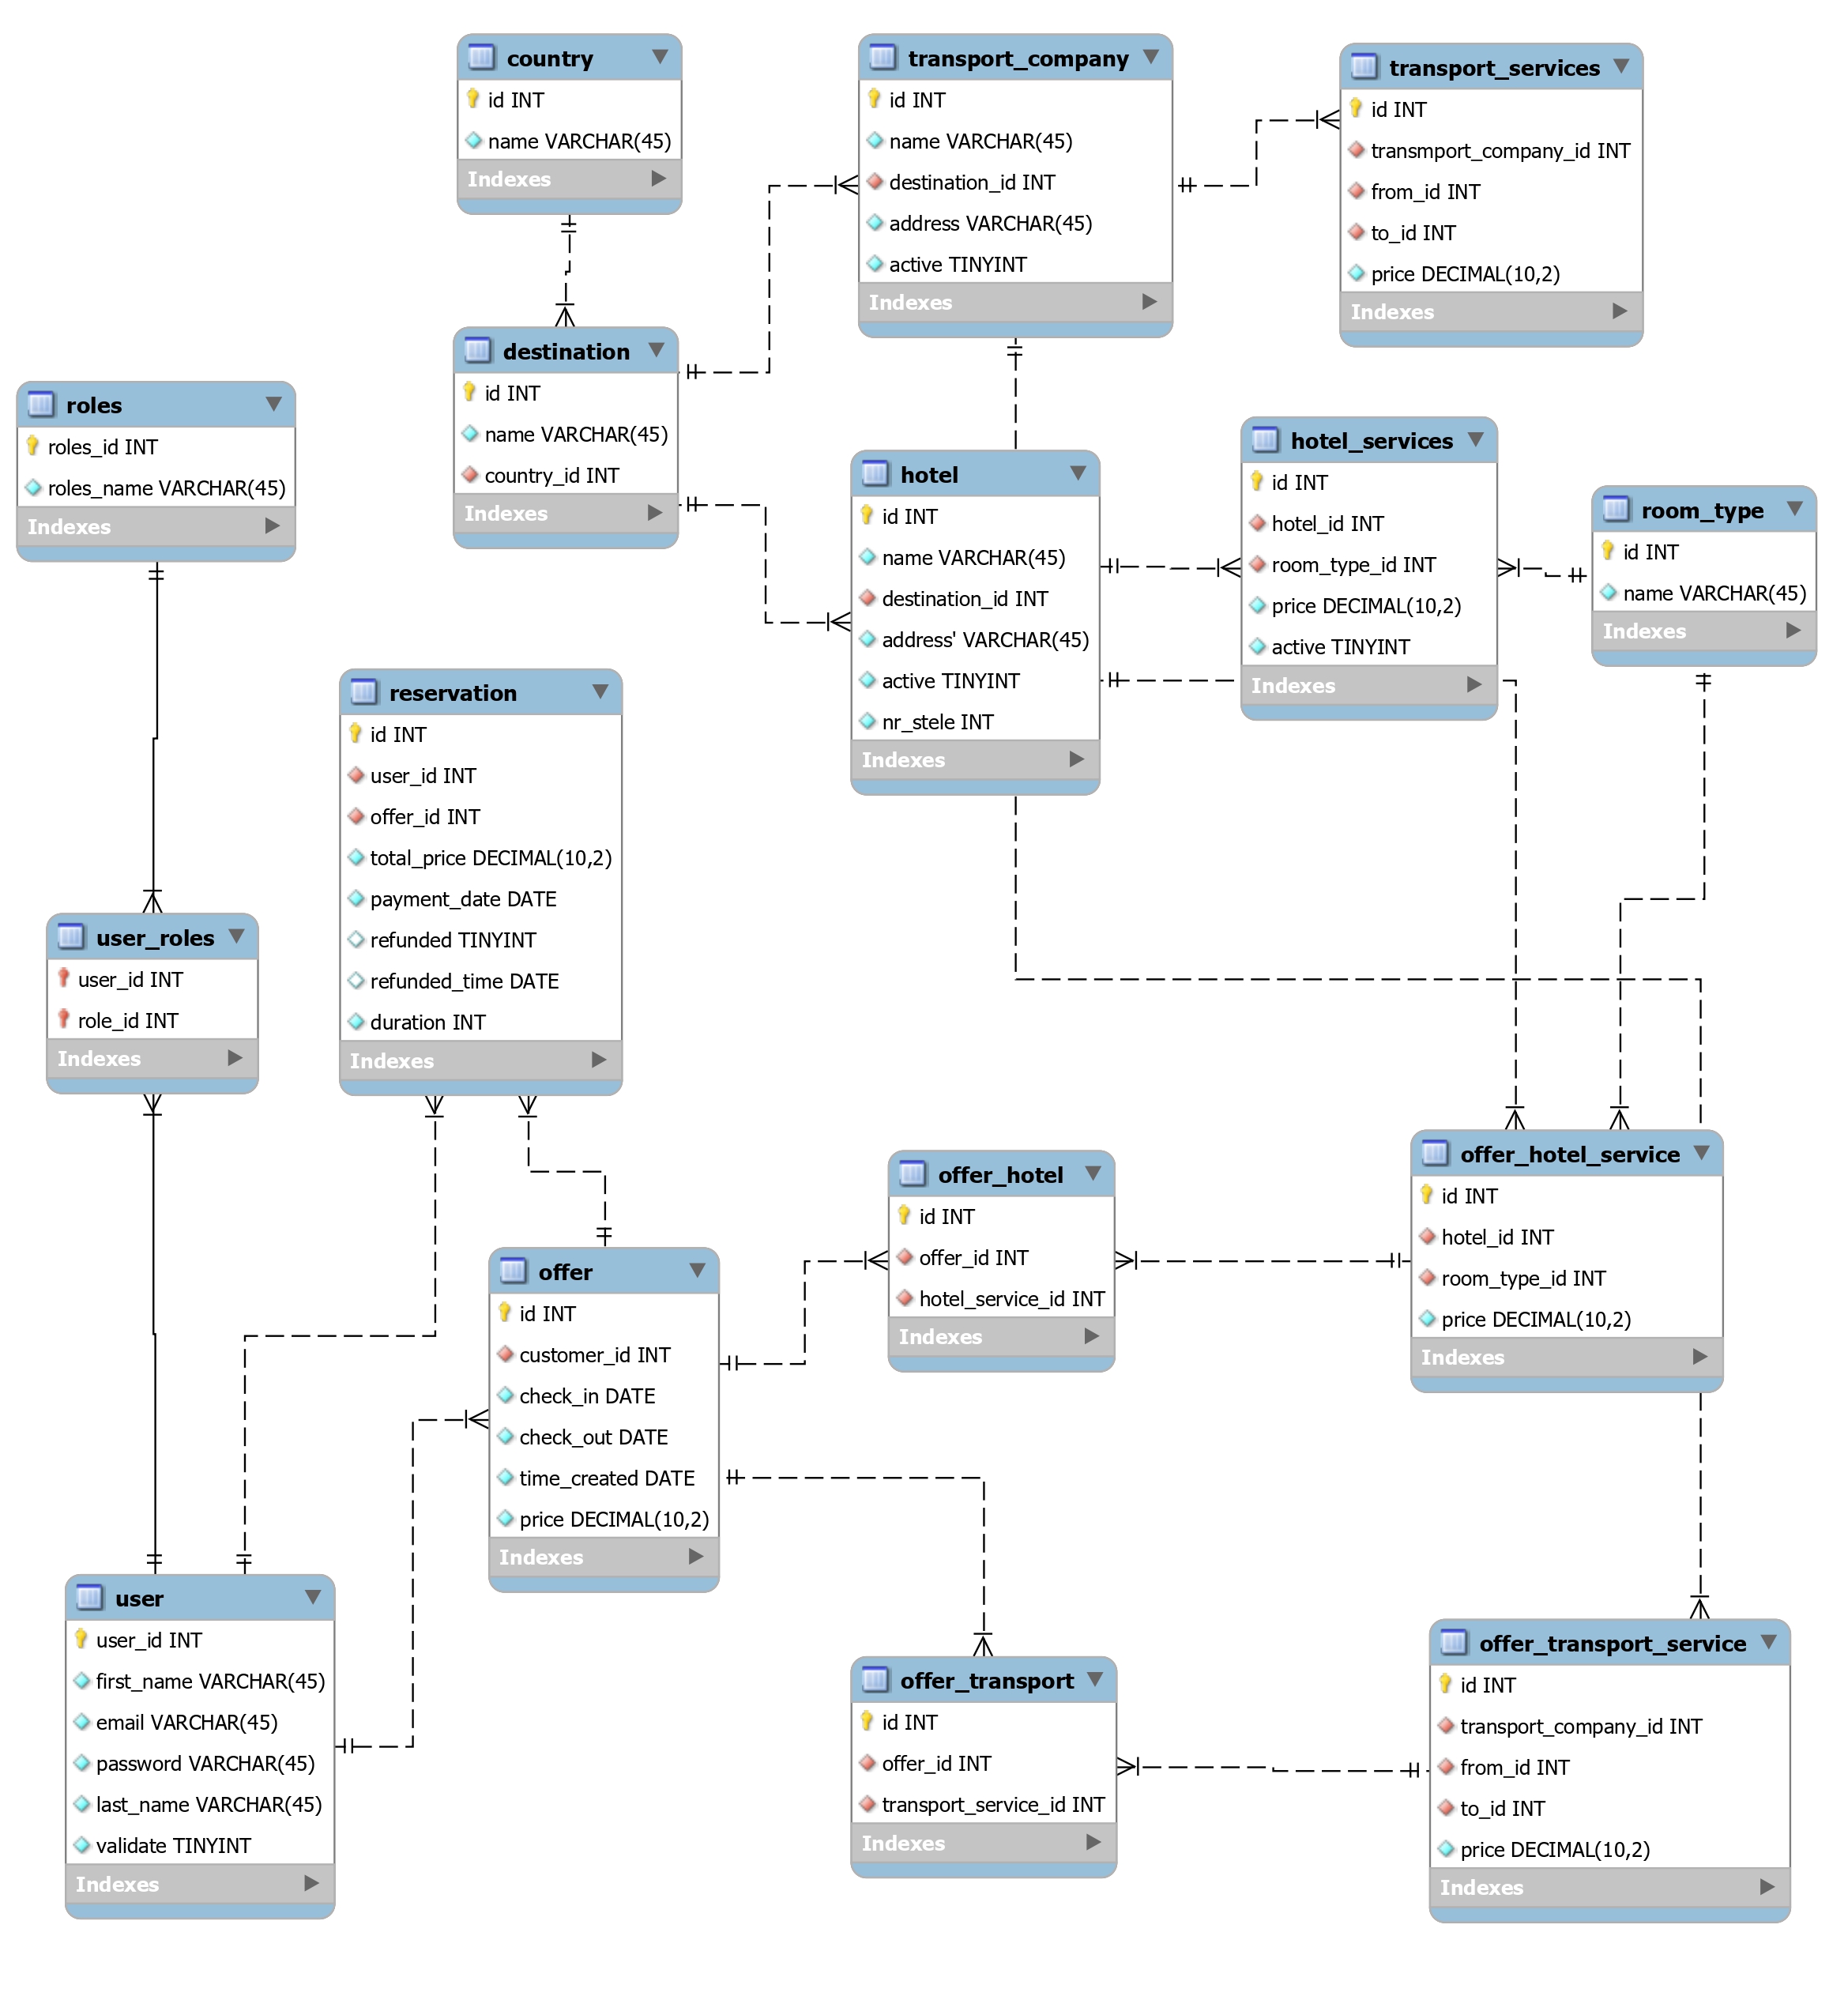 country
id INT
name VARCHAR(45)
Indexes
transport_company
id INT
name VARCHAR(45)
destination_id INT
address VARCHAR(45)
active TINYINT
Indexes
transport_services
id INT
transmport_company_id INT
from_id INT
to_id INT
price DECIMAL(10,2)
Indexes
destination
id INT
name VARCHAR(45)
country_id INT
Indexes
roles
roles_id INT
roles_name VARCHAR(45)
Indexes
hotel
id INT
name VARCHAR(45)
destination_id INT
address' VARCHAR(45)
active TINYINT
nr_stele INT
Indexes
hotel_services
id INT
hotel_id INT
room_type_id INT
price DECIMAL(10,2)
active TINYINT
Indexes
room_type
id INT
name VARCHAR(45)
Indexes
reservation
id INT
user_id INT
offer_id INT
total_price DECIMAL(10,2)
payment_date DATE
refunded TINYINT
refunded_time DATE
duration INT
Indexes
user_roles
user_id INT
role_id INT
Indexes
offer_hotel
id INT
offer_id INT
hotel_service_id INT
Indexes
offer_hotel_service
id INT
hotel_id INT
room_type_id INT
price DECIMAL(10,2)
Indexes
offer
id INT
customer_id INT
check_in DATE
check_out DATE
time_created DATE
price DECIMAL(10,2)
Indexes
user
user_id INT
first_name VARCHAR(45)
email VARCHAR(45)
password VARCHAR(45)
last_name VARCHAR(45)
validate TINYINT
Indexes
offer_transport
id INT
offer_id INT
transport_service_id INT
Indexes
offer_transport_service
id INT
transport_company_id INT
from_id INT
to_id INT
price DECIMAL(10,2)
Indexes